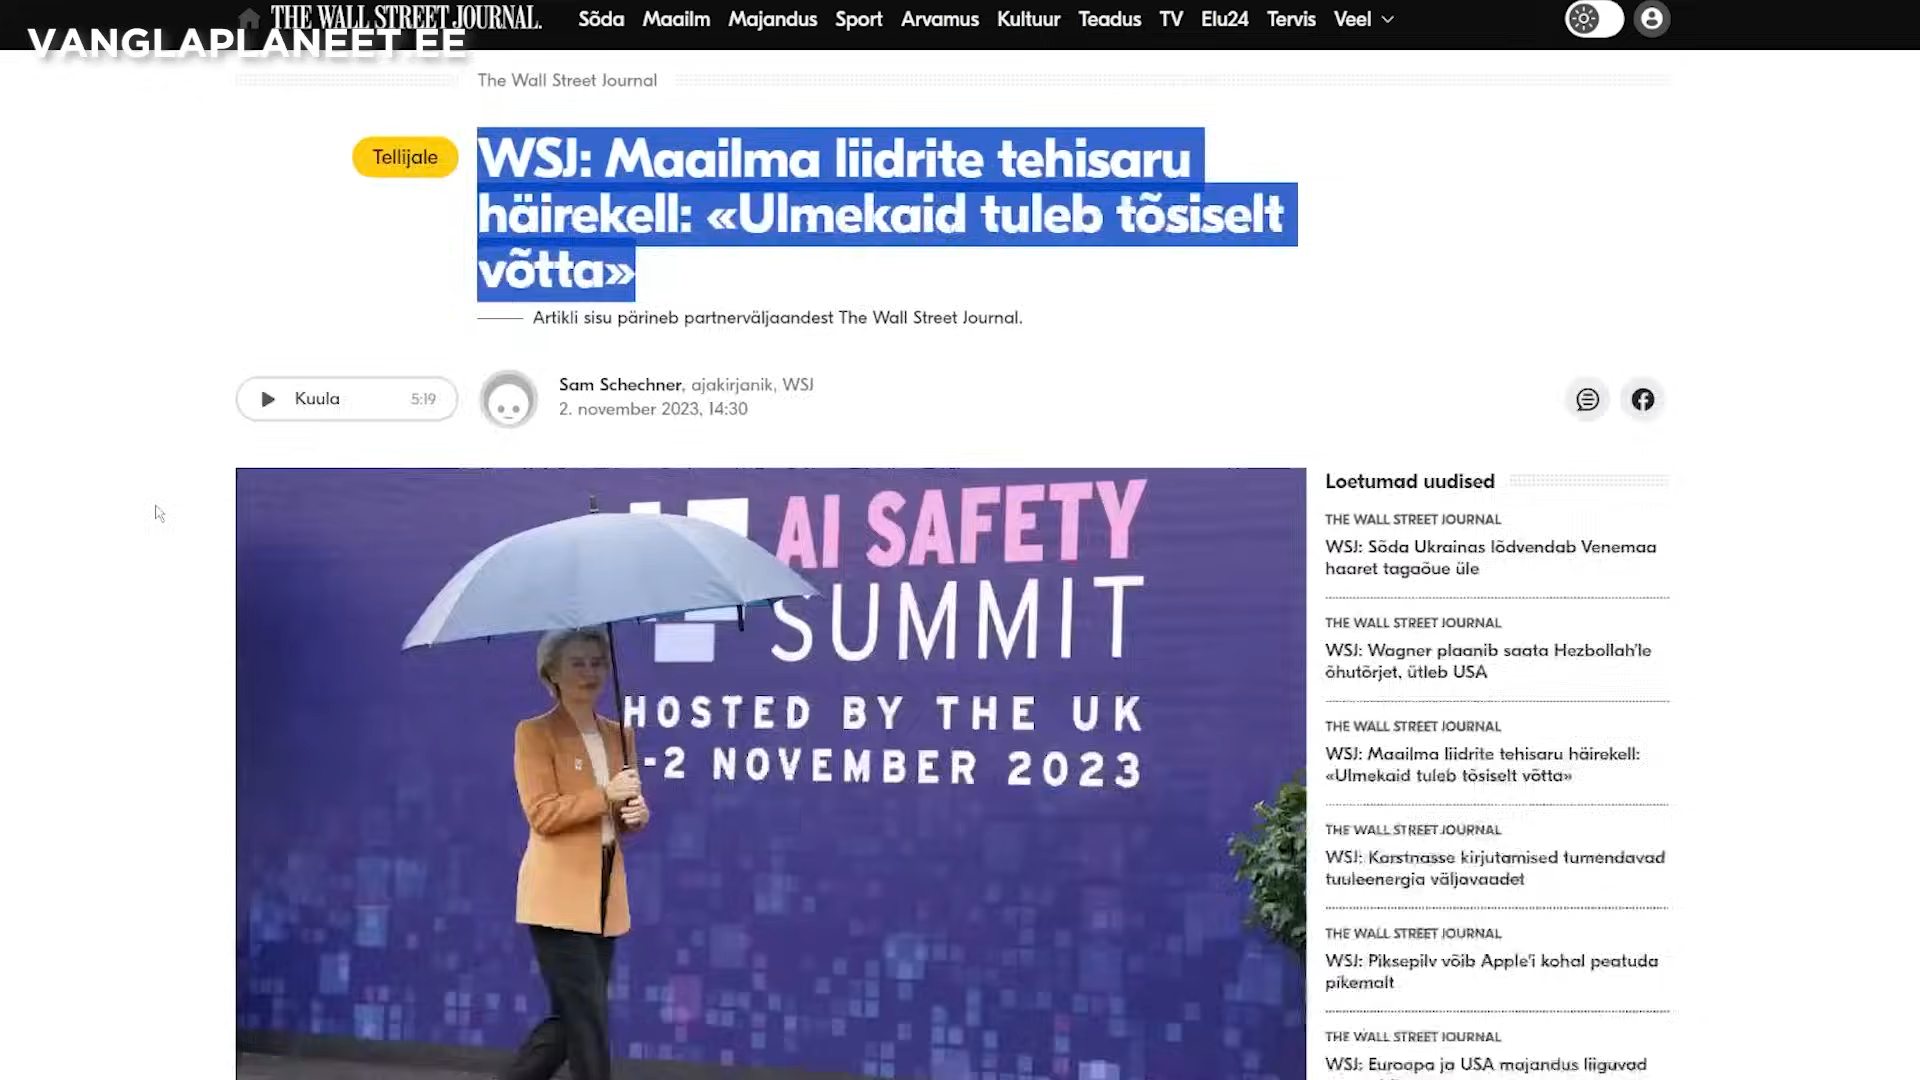 THE WALL STREET JOURNAL.
Sõda Maailm Majandus Sport Arvamus Kultuur Teadus TV Elu24 Tervis Veel
VANGLAPLANEET.EE
The Wall Street Journal
Tellijale
WSJ: Maailma liidrite tehisaru
häirekell: «Ulmekaid tuleb tõsiselt
võtta»
Artikli sisu pärineb partnerväljaandest The Wall Street Journal.
Kuula 5:19
Sam Schechner, ajakirjanik, WSJ
2. november 2023, 14:30
AI SAFETY
SUMMIT
HOSTED BY THE UK
-2 NOVEMBER 2023
Loetumad uudised
THE WALL STREET JOURNAL
WSJ: Sõda Ukrainas lõdvendab Venemaa
haaret tagaõue üle
THE WALL STREET JOURNAL
WSJ: Wagner plaanib saata Hezbollah'le
õhutõrjet, ütleb USA
THE WALL STREET JOURNAL
WSJ: Maailma liidrite tehisaru häirekell:
«Ulmekaid tuleb tõsiselt võtta»
THE WALL STREET JOURNAL
WSJ: Karstnasse kirjutamised tumendavad
tuuleenergia väljavaadet
THE WALL STREET JOURNAL
WSJ: Piksepilv võib Apple'i kohal peatuda
pikemalt
THE WALL STREET JOURNAL
WSJ: Euroopa ja USA majandus liiguvad